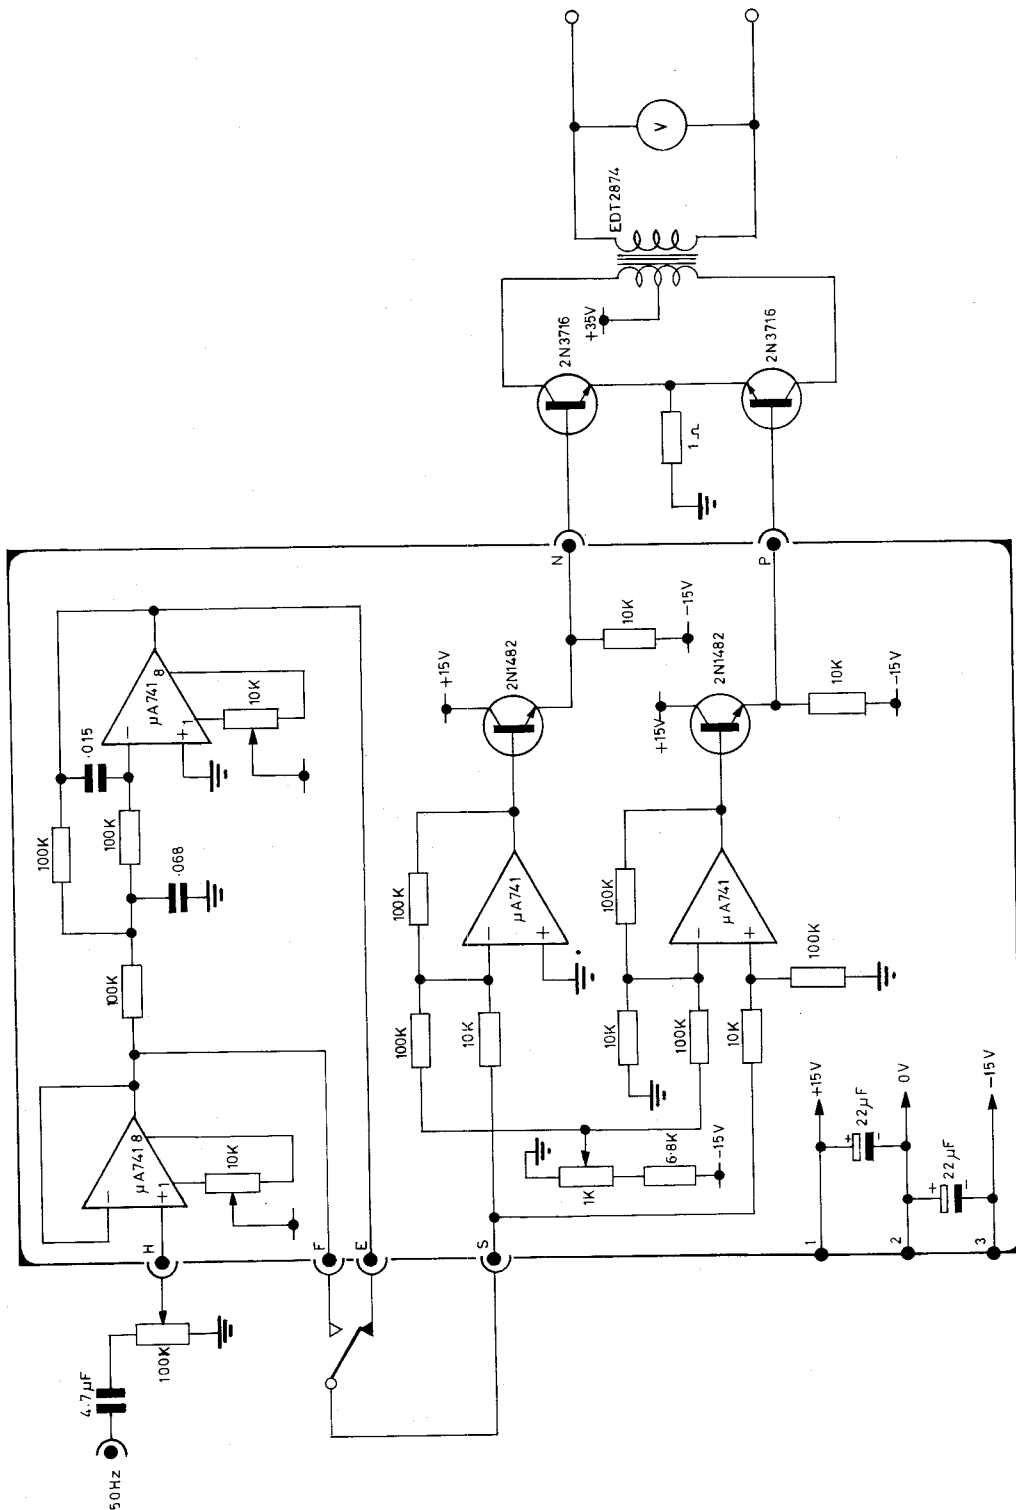 50Hz
4.7µF
100K
H
µA741
−
+
1
8
10K
100K
100K
100K
.068
.015
µA741
−
+
1
8
10K
F
E
S
1K
6.8K
−15V
100K
10K
100K
−
+
µA741
+15V
2N1482
10K
−15V
N
10K
100K
10K
100K
100K
−
+
µA741
+15V
2N1482
10K
−15V
P
1
+15V
+
22µF
−
2
0V
+
22µF
−
3
−15V
2N3716
1Ω
2N3716
+35V
EDT2874
V